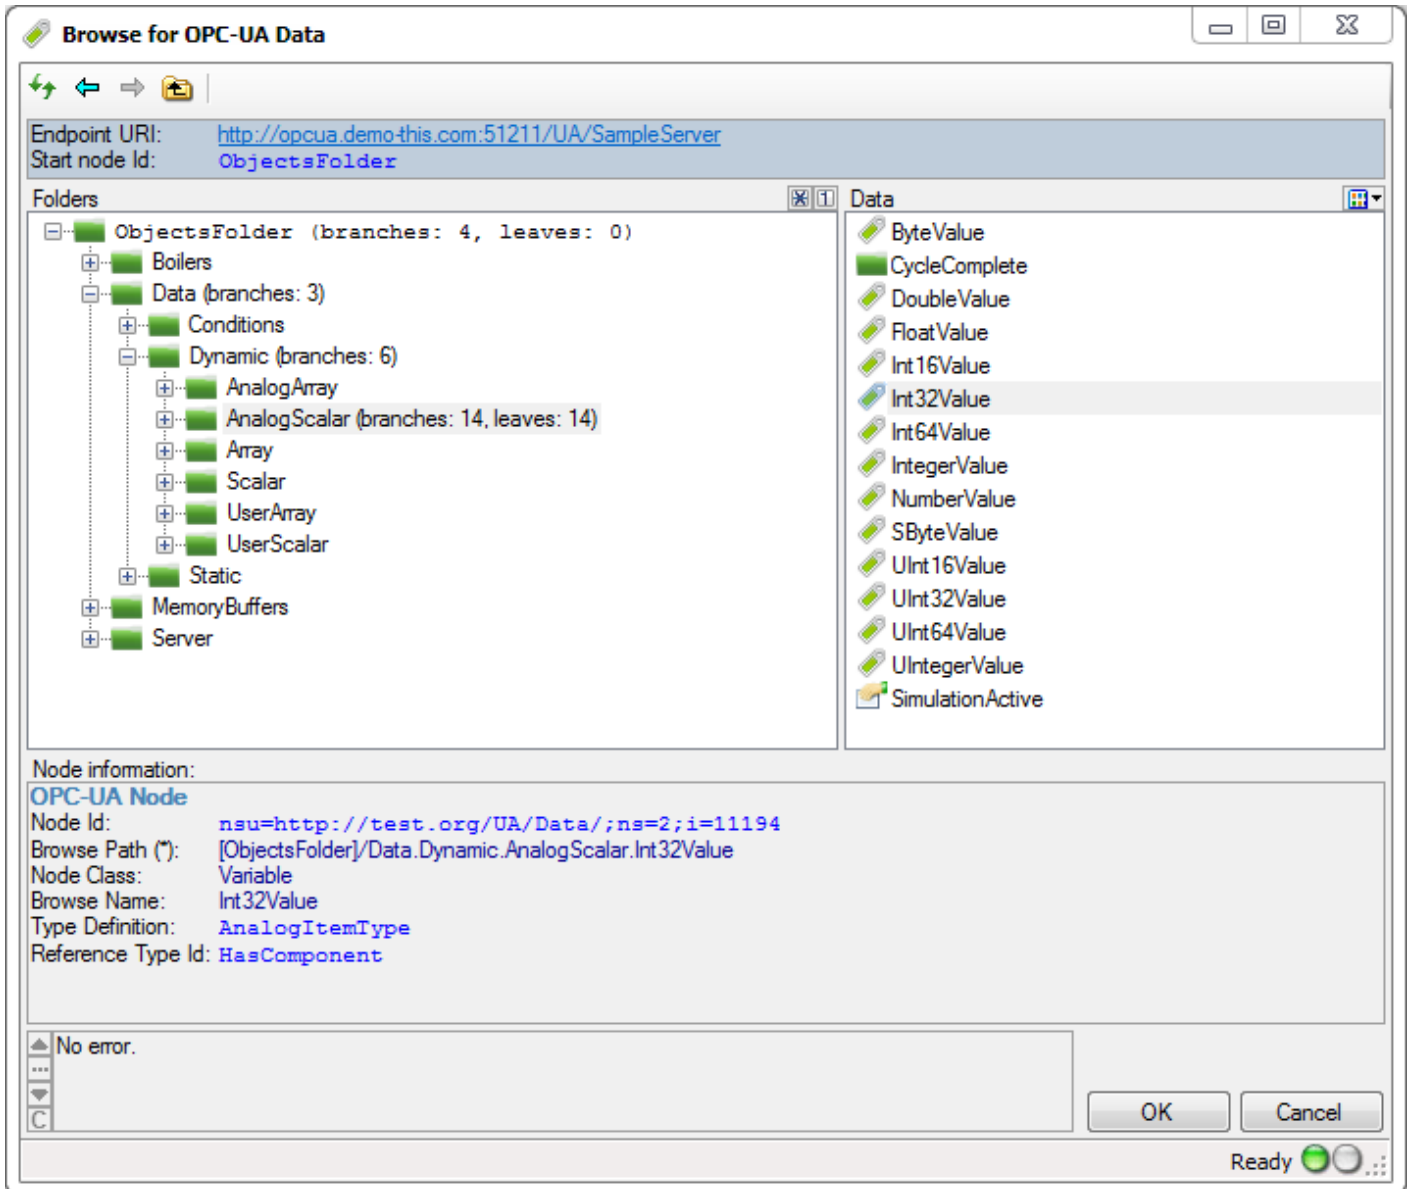 Browse for OPC-UA Data
Endpoint URI: http://opcua.demo-this.com:51211/UA/SampleServer
Start node Id: ObjectsFolder
Folders
1
ObjectsFolder (branches: 4, leaves: 0)
Boilers
Data (branches: 3)
Conditions
Dynamic (branches: 6)
AnalogArray
AnalogScalar (branches: 14, leaves: 14)
Array
Scalar
UserArray
UserScalar
Static
MemoryBuffers
Server
Data
ByteValue
CycleComplete
DoubleValue
FloatValue
Int16Value
Int32Value
Int64Value
IntegerValue
NumberValue
SByteValue
UInt16Value
UInt32Value
UInt64Value
UIntegerValue
SimulationActive
Node information:
OPC-UA Node
Node Id: nsu=http://test.org/UA/Data/;ns=2;i=11194
Browse Path (*): [ObjectsFolder]/Data.Dynamic.AnalogScalar.Int32Value
Node Class: Variable
Browse Name: Int32Value
Type Definition: AnalogItemType
Reference Type Id: HasComponent
No error.
...
C
OK
Cancel
Ready